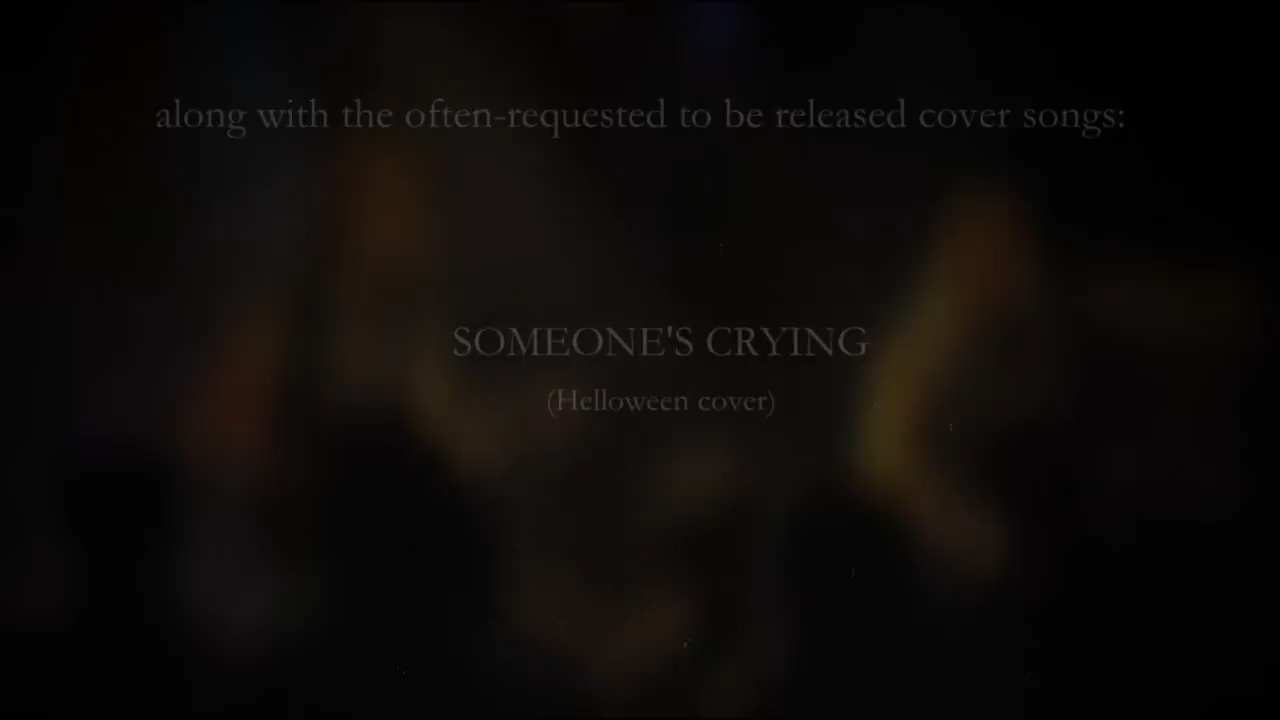 along with the often-requested to be released cover songs:
SOMEONE'S CRYING
(Helloween cover)